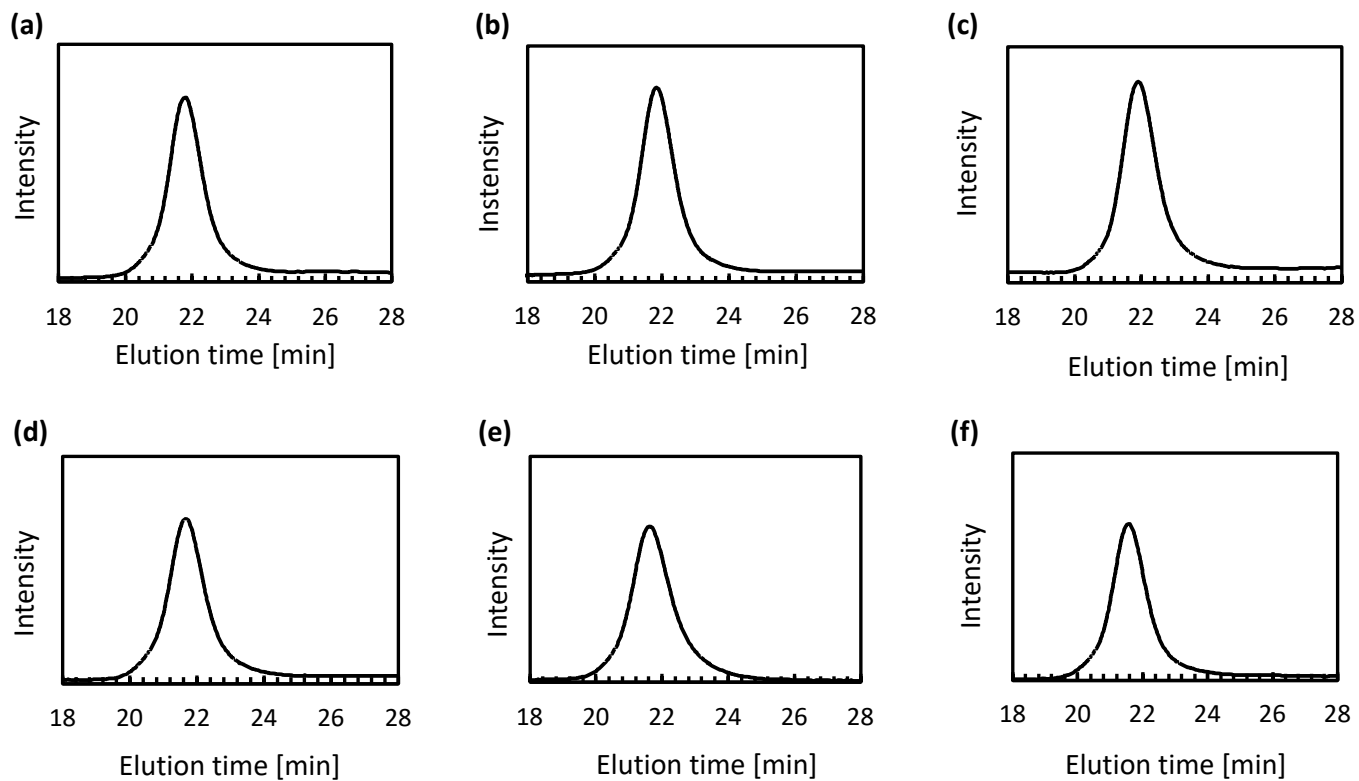 (a)
Intensity
18 20 22 24 26 28
Elution time [min]
(b)
Instensity
18 20 22 24 26 28
Elution time [min]
(c)
Intensity
18 20 22 24 26 28
Elution time [min]
(d)
Intensity
18 20 22 24 26 28
Elution time [min]
(e)
Intensity
18 20 22 24 26 28
Elution time [min]
(f)
Intensity
18 20 22 24 26 28
Elution time [min]